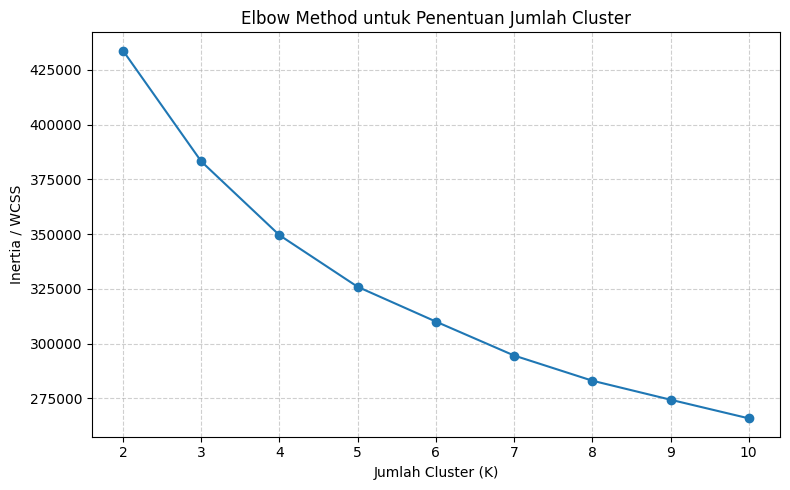 Elbow Method untuk Penentuan Jumlah Cluster
Inertia / WCSS
425000
400000
375000
350000
325000
300000
275000
2 3 4 5 6 7 8 9 10
Jumlah Cluster (K)